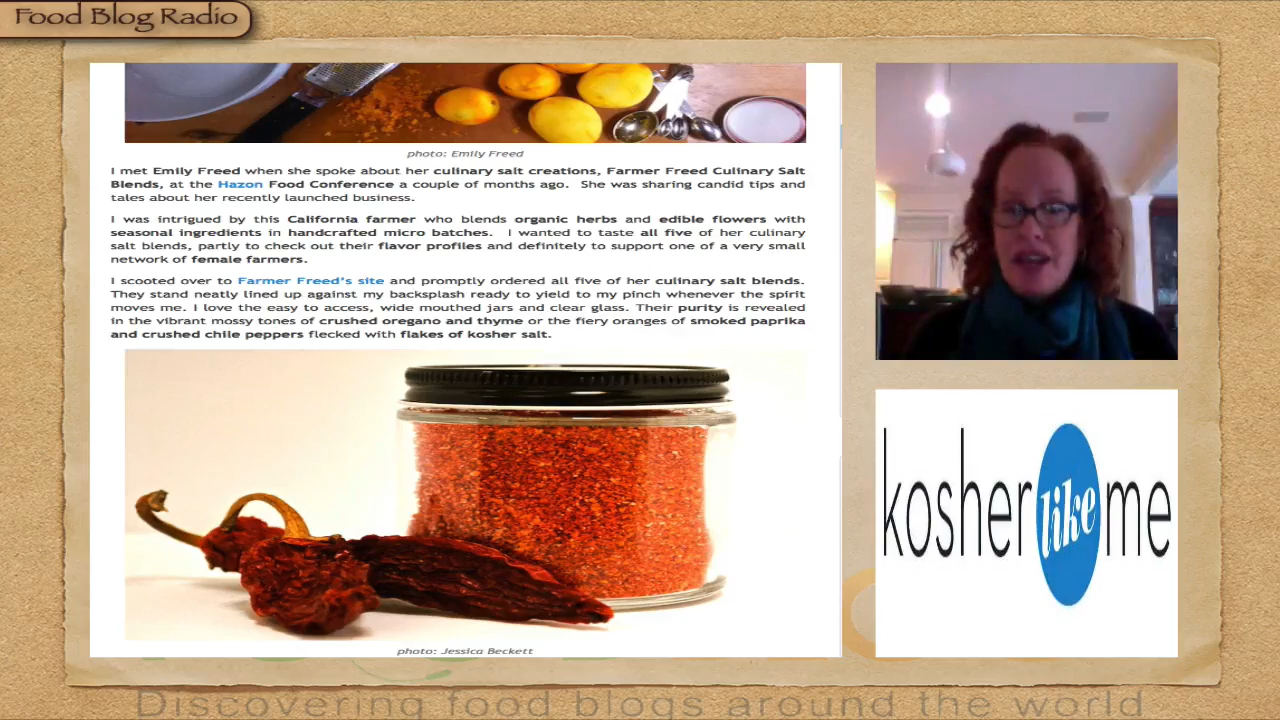 Food Blog Radio
photo: Emily Freed
I met Emily Freed when she spoke about her culinary salt creations, Farmer Freed Culinary Salt
Blends, at the Hazon Food Conference a couple of months ago. She was sharing candid tips and
tales about her recently launched business.
I was intrigued by this California farmer who blends organic herbs and edible flowers with
seasonal ingredients in handcrafted micro batches. I wanted to taste all five of her culinary
salt blends, partly to check out their flavor profiles and definitely to support one of a very small
network of female farmers.
I scooted over to Farmer Freed's site and promptly ordered all five of her culinary salt blends.
They stand neatly lined up against my backsplash ready to yield to my pinch whenever the spirit
moves me. I love the easy to access, wide mouthed jars and clear glass. Their purity is revealed
in the vibrant mossy tones of crushed oregano and thyme or the fiery oranges of smoked paprika
and crushed chile peppers flecked with flakes of kosher salt.
photo: Jessica Beckett
kosher like me
Discovering food blogs around the world